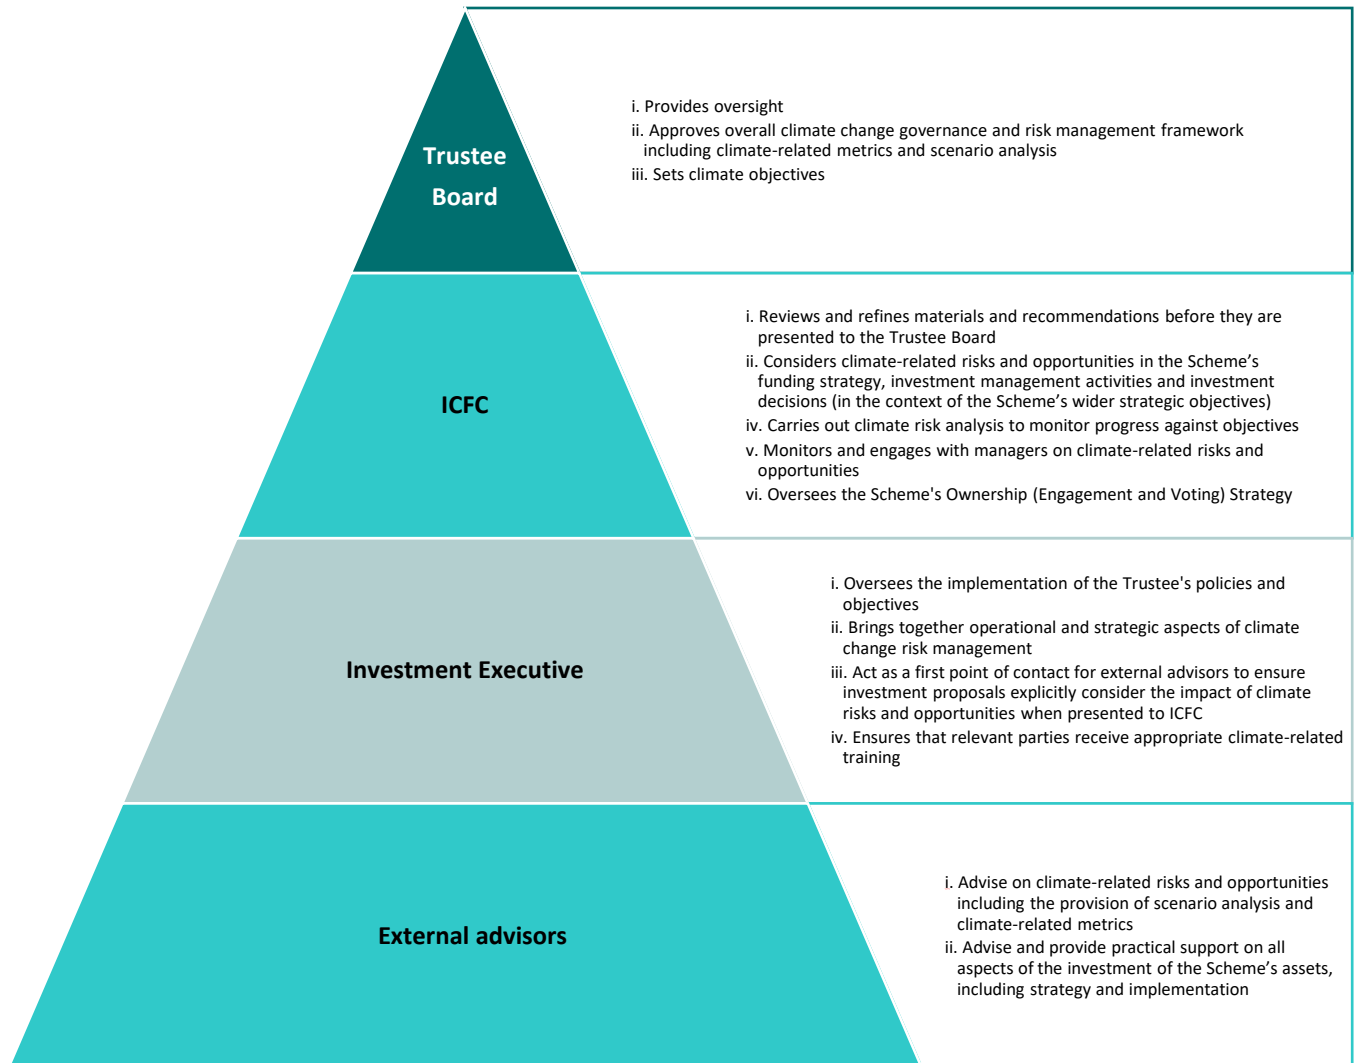 Trustee
Board
i. Provides oversight
ii. Approves overall climate change governance and risk management framework
including climate-related metrics and scenario analysis
iii. Sets climate objectives
ICFC
i. Reviews and refines materials and recommendations before they are
presented to the Trustee Board
ii. Considers climate-related risks and opportunities in the Scheme’s
funding strategy, investment management activities and investment
decisions (in the context of the Scheme’s wider strategic objectives)
iv. Carries out climate risk analysis to monitor progress against objectives
v. Monitors and engages with managers on climate-related risks and
opportunities
vi. Oversees the Scheme's Ownership (Engagement and Voting) Strategy
Investment Executive
i. Oversees the implementation of the Trustee's policies and
objectives
ii. Brings together operational and strategic aspects of climate
change risk management
iii. Act as a first point of contact for external advisors to ensure
investment proposals explicitly consider the impact of climate
risks and opportunities when presented to ICFC
iv. Ensures that relevant parties receive appropriate climate-related
training
External advisors
i. Advise on climate-related risks and opportunities
including the provision of scenario analysis and
climate-related metrics
ii. Advise and provide practical support on all
aspects of the investment of the Scheme’s assets,
including strategy and implementation